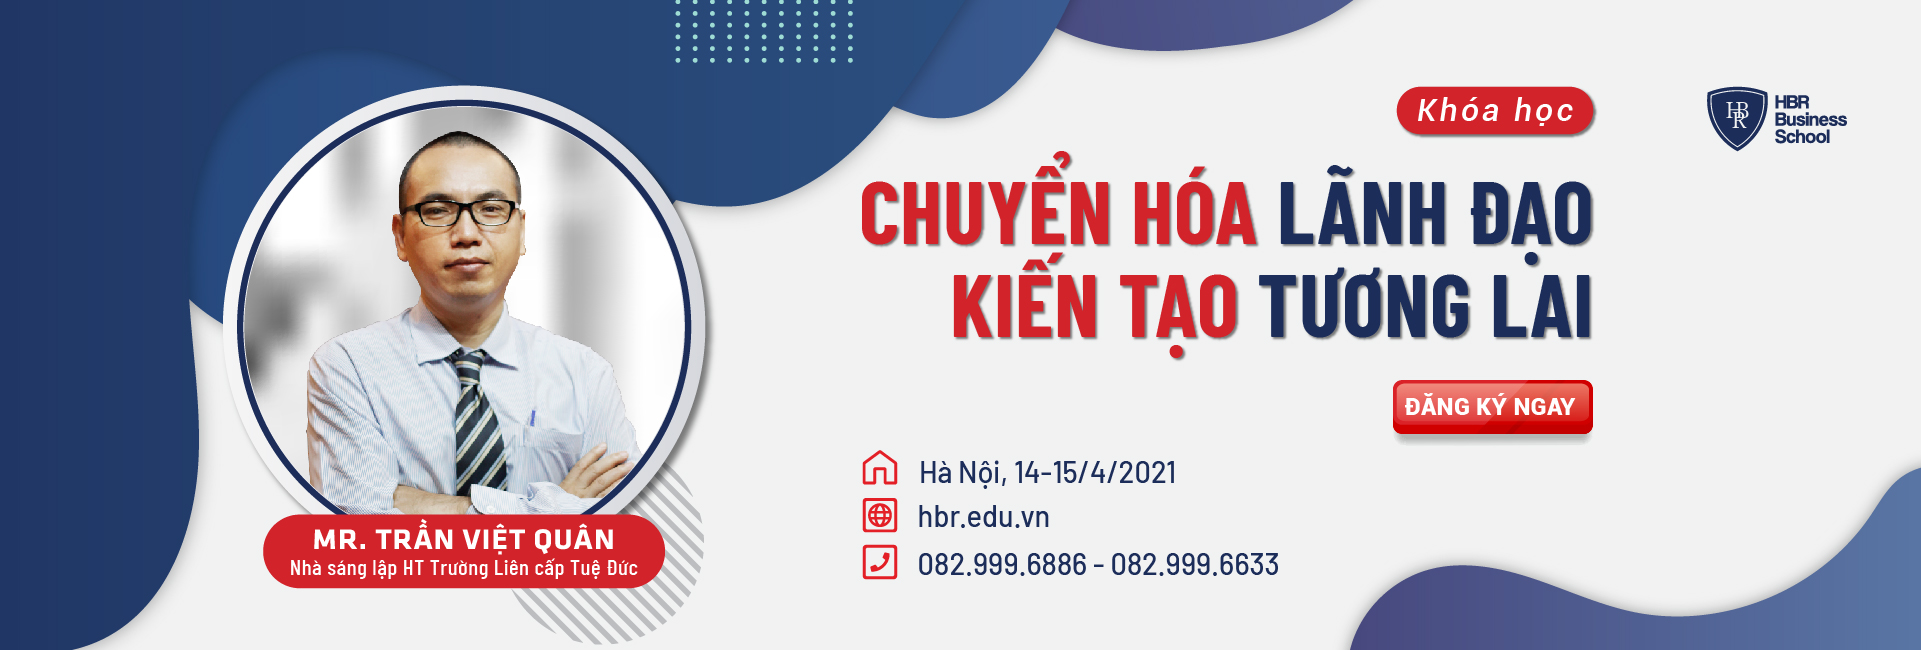 Khóa học
HBR
Business
School
CHUYỂN HÓA LÃNH ĐẠO
KIẾN TẠO TƯƠNG LAI
ĐĂNG KÝ NGAY
Hà Nội, 14-15/4/2021
hbr.edu.vn
082.999.6886 - 082.999.6633
MR. TRẦN VIỆT QUÂN
Nhà sáng lập HT Trường Liên cấp Tuệ Đức